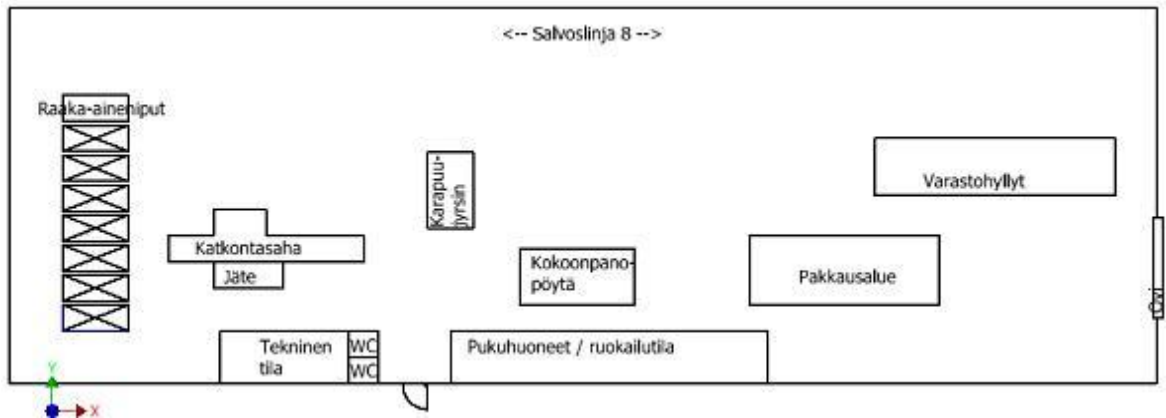 <-- Salvoslinja 8 -->
Raaka-aineniput
Karapuu-
jyrsin
Varastohyllyt
Katkontasaha
Jäte
Kokoonpano-
pöytä
Pakkausalue
Ovi
Tekninen
tila
WC
WC
Pukuhuoneet / ruokailutila
Y
X